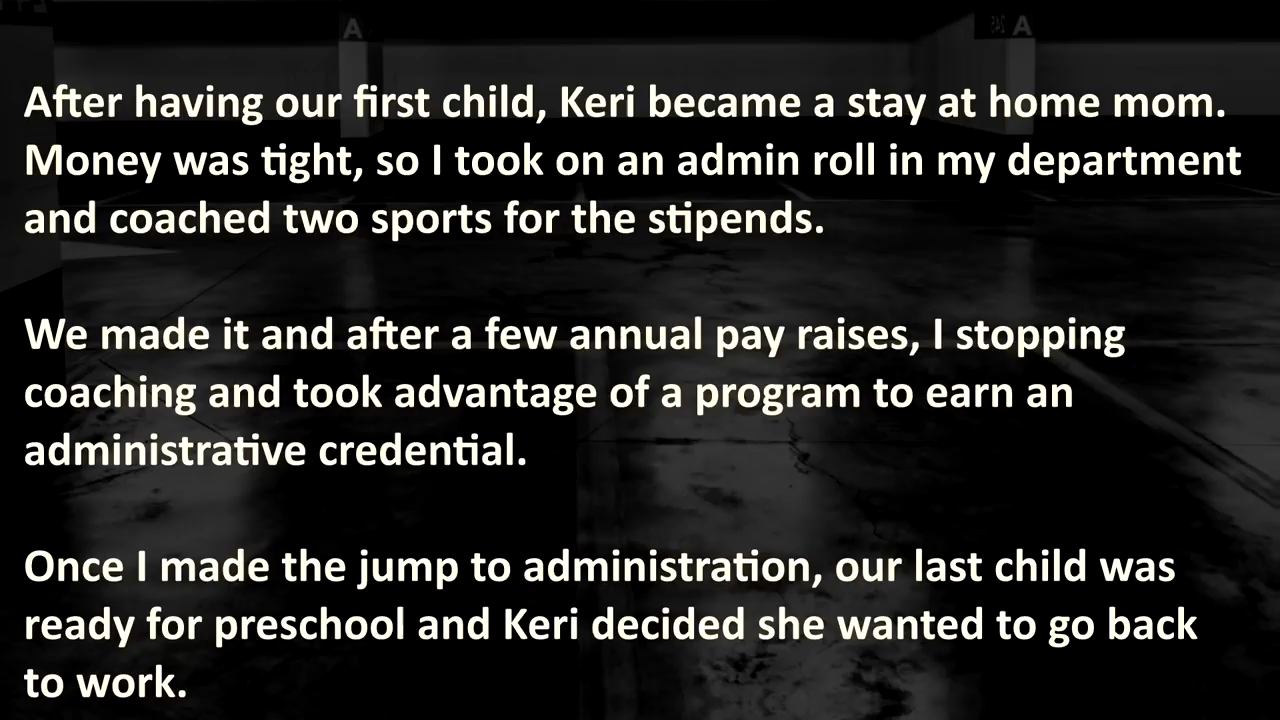 A
A
After having our first child, Keri became a stay at home mom.
Money was tight, so I took on an admin roll in my department
and coached two sports for the stipends.
We made it and after a few annual pay raises, I stopping
coaching and took advantage of a program to earn an
administrative credential.
Once I made the jump to administration, our last child was
ready for preschool and Keri decided she wanted to go back
to work.